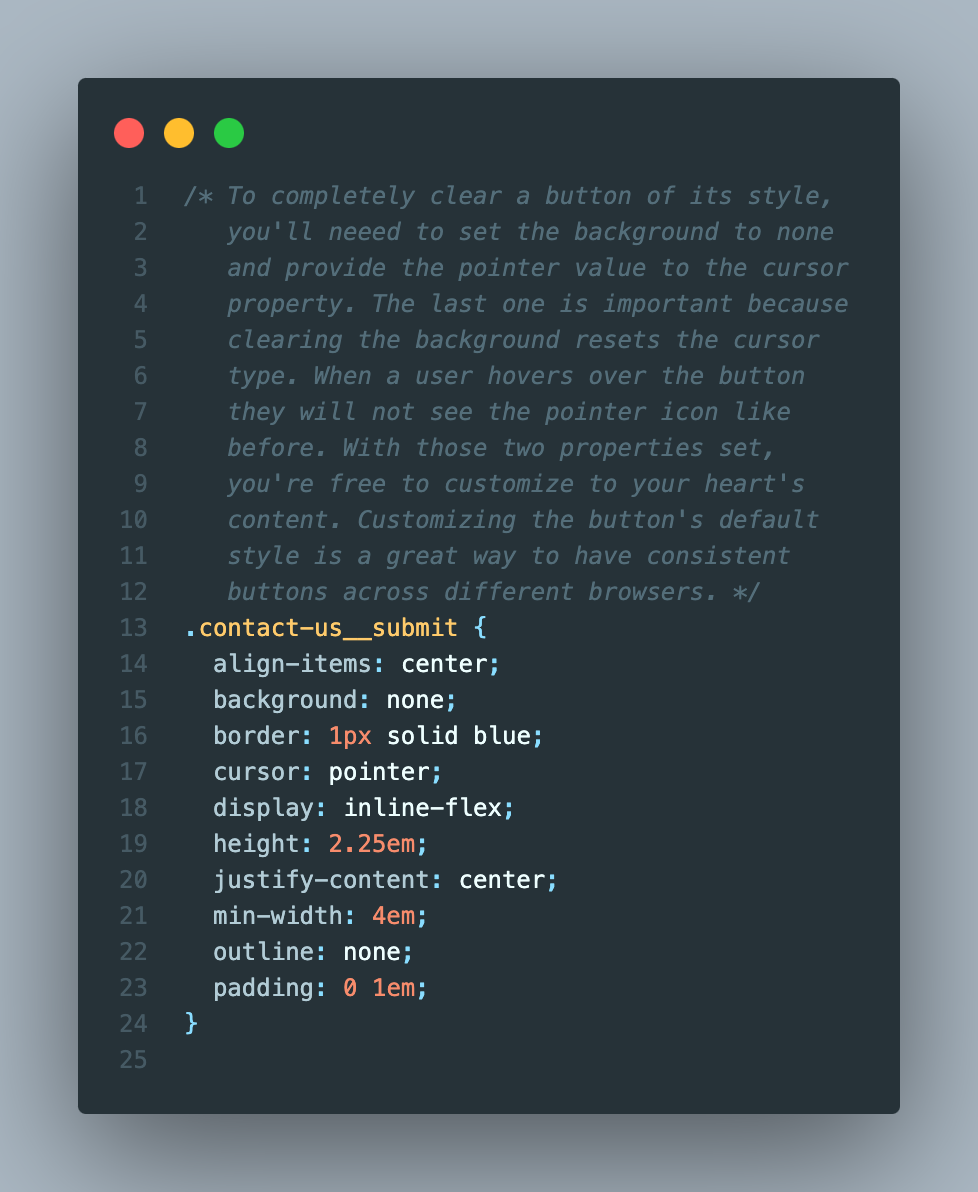 1 /* To completely clear a button of its style,
2 you'll neeed to set the background to none
3 and provide the pointer value to the cursor
4 property. The last one is important because
5 clearing the background resets the cursor
6 type. When a user hovers over the button
7 they will not see the pointer icon like
8 before. With those two properties set,
9 you're free to customize to your heart's
10 content. Customizing the button's default
11 style is a great way to have consistent
12 buttons across different browsers. */
13 .contact-us__submit {
14 align-items: center;
15 background: none;
16 border: 1px solid blue;
17 cursor: pointer;
18 display: inline-flex;
19 height: 2.25em;
20 justify-content: center;
21 min-width: 4em;
22 outline: none;
23 padding: 0 1em;
24 }
25